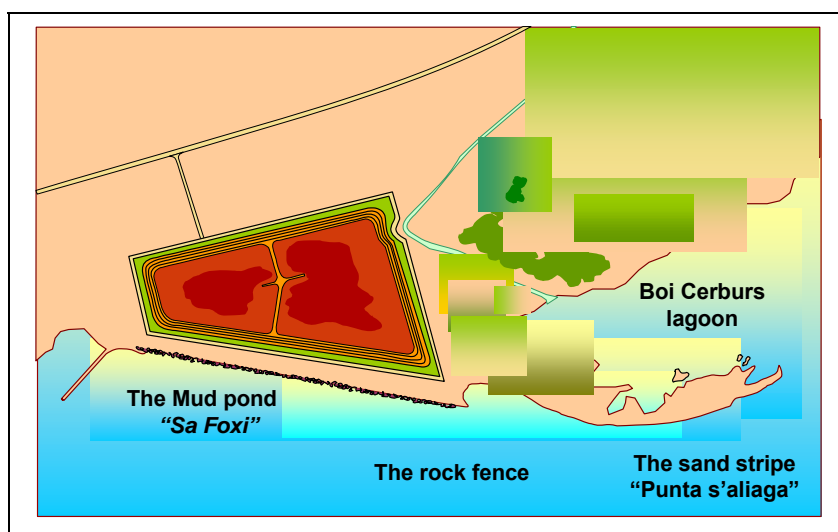 Boi Cerburs
lagoon
The Mud pond
“Sa Foxi”
The rock fence
The sand stripe
“Punta s’aliaga”